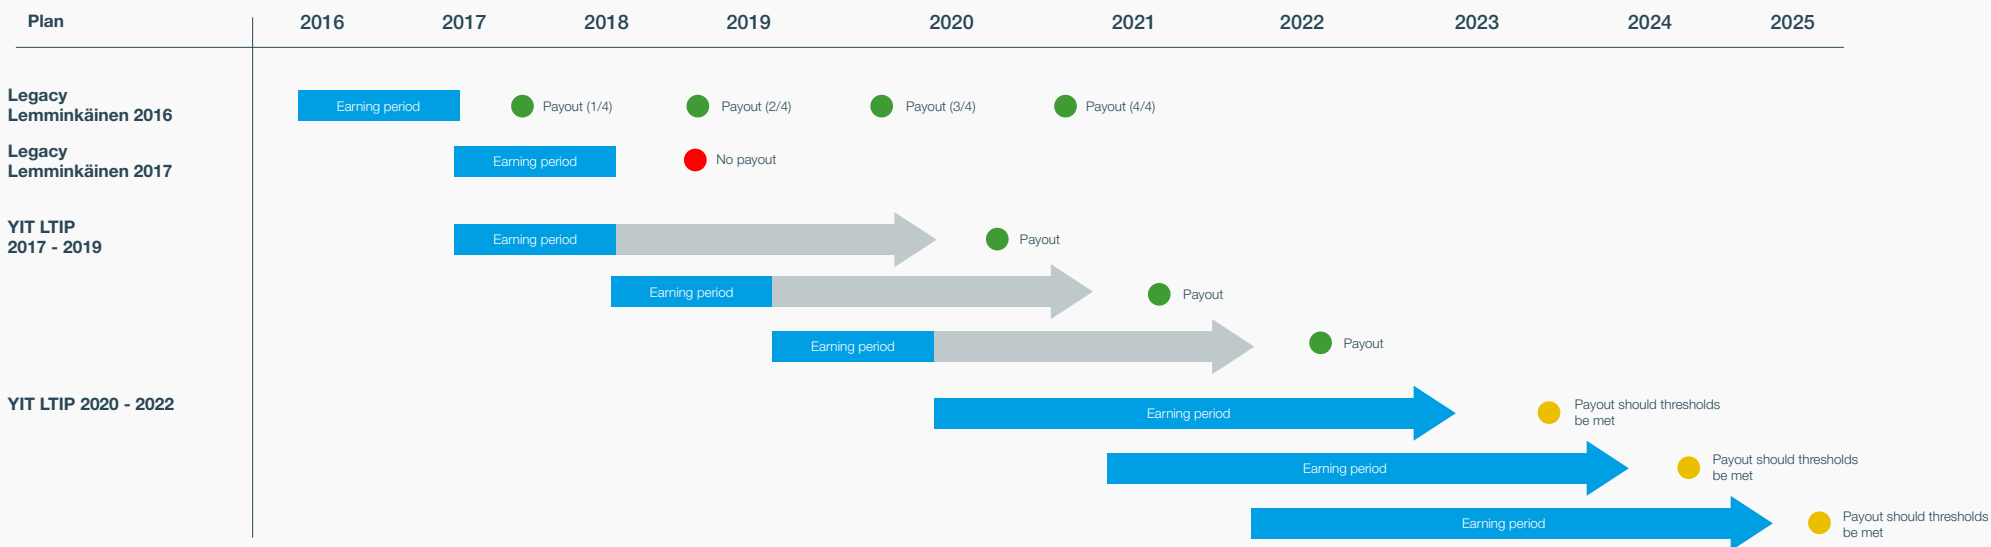 Plan 2016 2017 2018 2019 2020 2021 2022 2023 2024 2025
Legacy
Lemminkäinen 2016
Earning period Payout (1/4) Payout (2/4) Payout (3/4) Payout (4/4)
Legacy
Lemminkäinen 2017
Earning period No payout
YIT LTIP
2017 - 2019
Earning period Payout
Earning period Payout
Earning period Payout
YIT LTIP 2020 - 2022
Earning period Payout should thresholds
be met
Earning period Payout should thresholds
be met
Earning period Payout should thresholds
be met